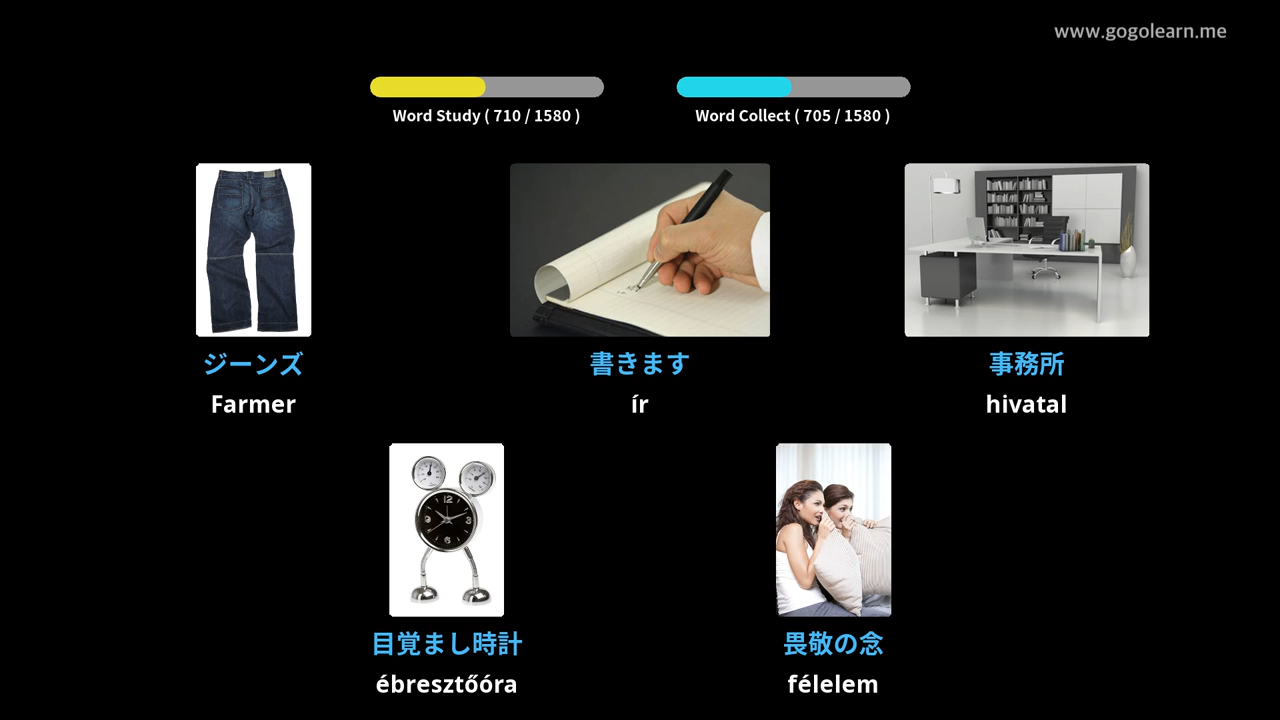 www.gogolearn.me
Word Study ( 710 / 1580 )
Word Collect ( 705 / 1580 )
ジーンズ
Farmer
書きます
ír
事務所
hivatal
目覚まし時計
ébresztőóra
畏敬の念
félelem